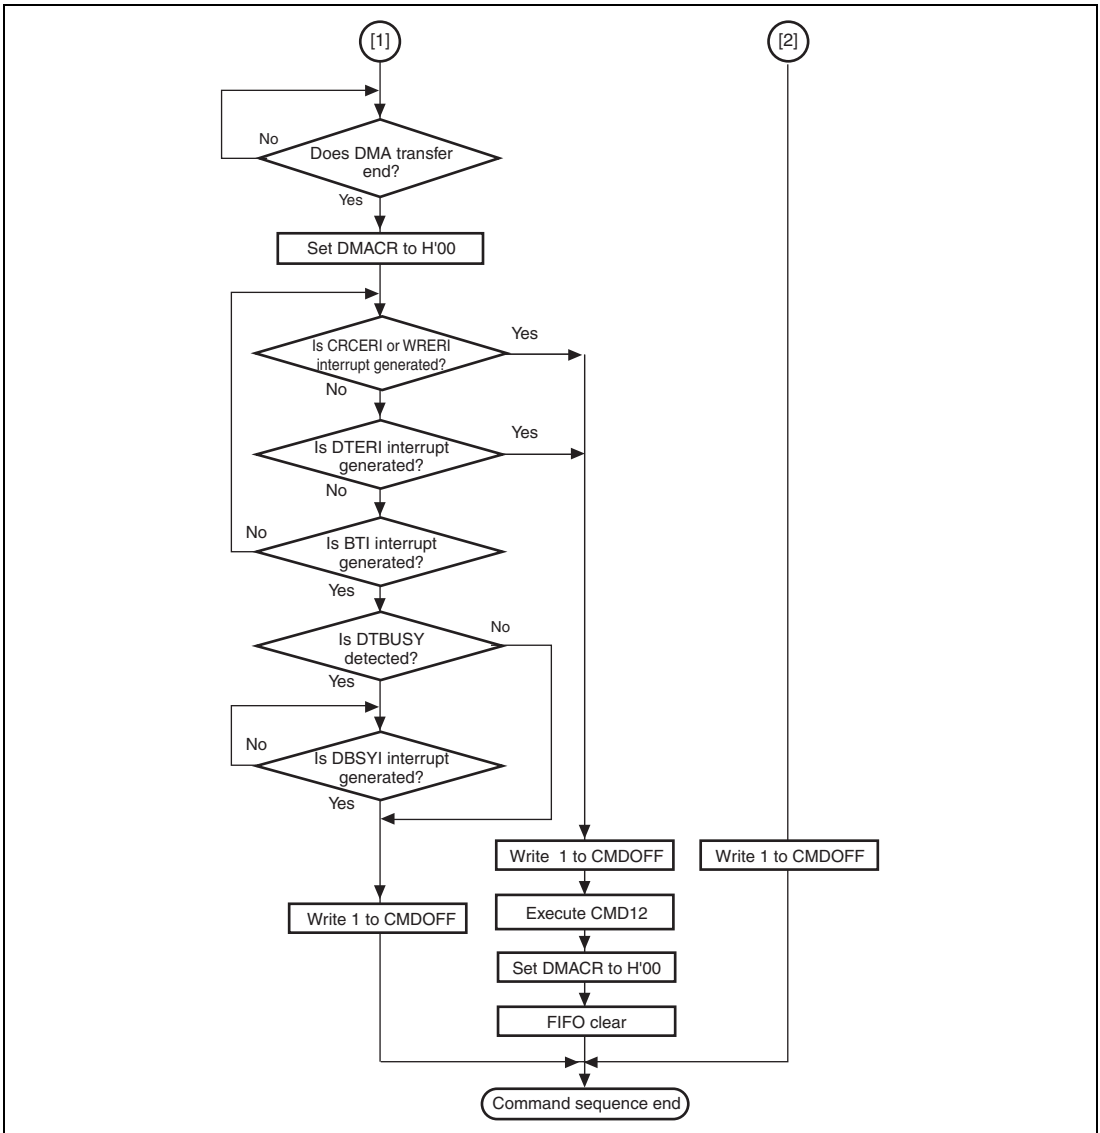 [1]
[2]
No
Does DMA transfer
end?
Yes
Set DMACR to H'00
Is CRCERI or WRERI
interrupt generated?
Yes
No
Is DTERI interrupt
generated?
Yes
No
Is BTI interrupt
generated?
No
Yes
Is DTBUSY
detected?
No
Yes
No
Is DBSYI interrupt
generated?
Yes
Write 1 to CMDOFF
Write 1 to CMDOFF
Execute CMD12
Write 1 to CMDOFF
Set DMACR to H'00
FIFO clear
Command sequence end